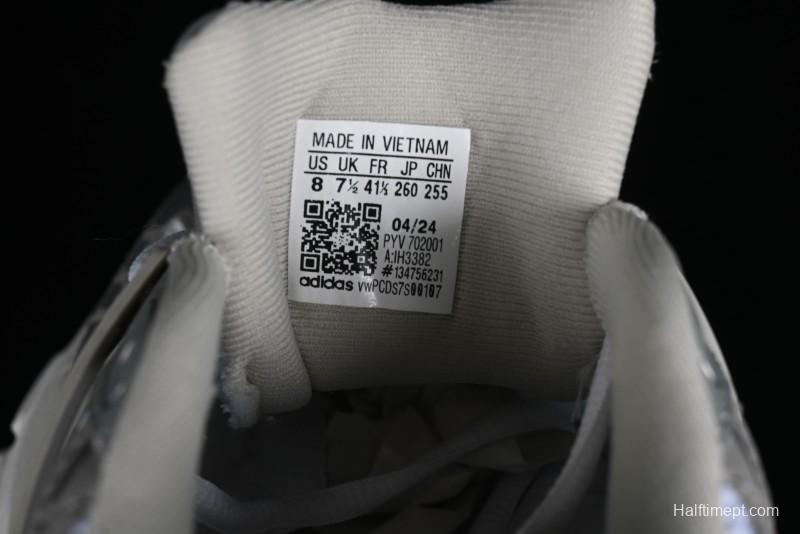 MADE IN VIETNAM
US UK FR JP CHN
8 7½ 41⅓ 260 255
04/24
PYV 702001
A:IH3382
#134756231
adidas vwPCDS7S00107
Halftimept.com